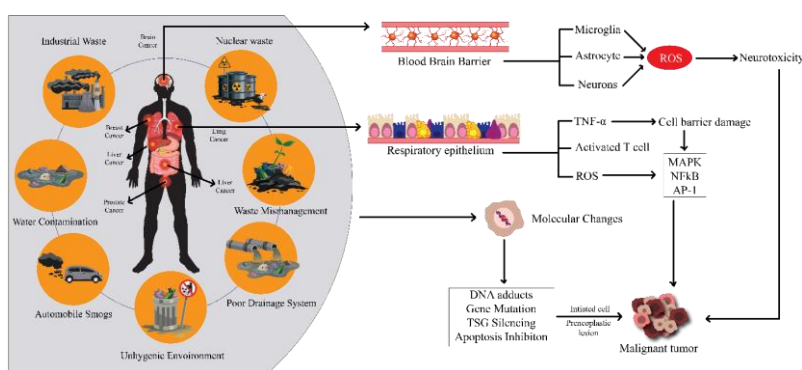 Industrial Waste
Brain
Cancer
Nuclear waste
Breast
Cancer
Lung
Cancer
Liver
Cancer
Liver
Cancer
Prostate
Cancer
Water Contamination
Waste Mismanagement
Automobile Smogs
Poor Drainage System
Unhygenic Envoironment
Blood Brain Barrier
Microglia
Astrocyte
Neurons
ROS
Neurotoxicity
Respiratory epithelium
TNF-α
Activated T cell
ROS
Cell barrier damage
MAPK
NFkB
AP-1
Molecular Changes
DNA adducts
Gene Mutation
TSG Silencing
Apoptosis Inhibiton
Intiated cell
Preneoplastic
lesion
Malignant tumor